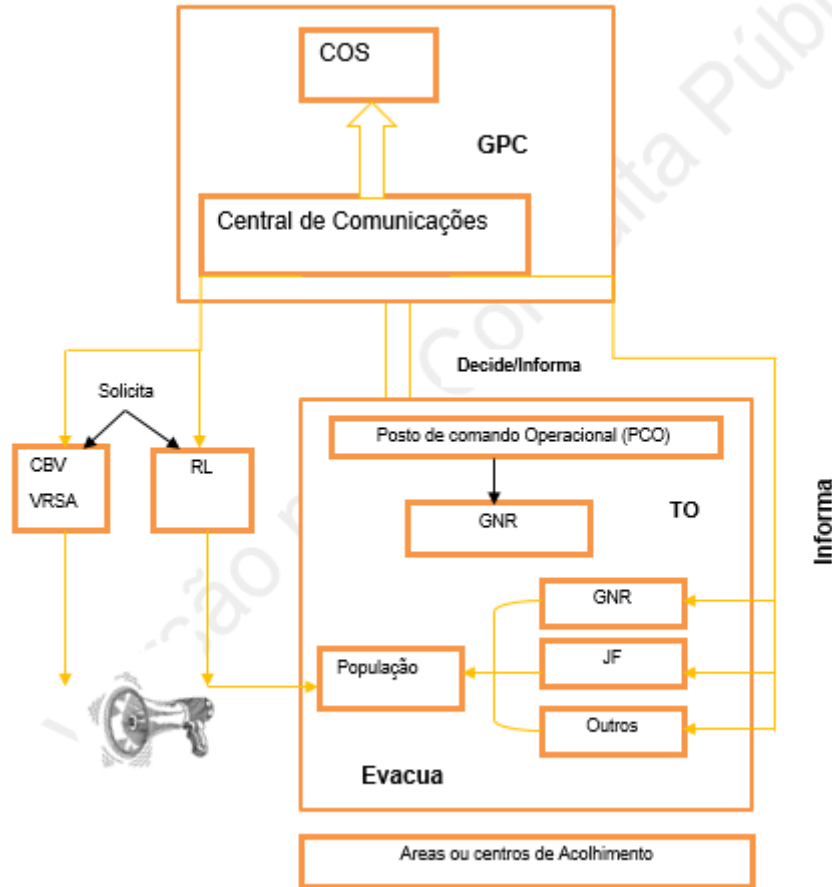 COS
GPC
Central de Comunicações
Decide/Informa
Solicita
Posto de comando Operacional (PCO)
CBV
VRSA
RL
GNR
TO
Informa
GNR
População
JF
Outros
Evacua
Areas ou centros de Acolhimento